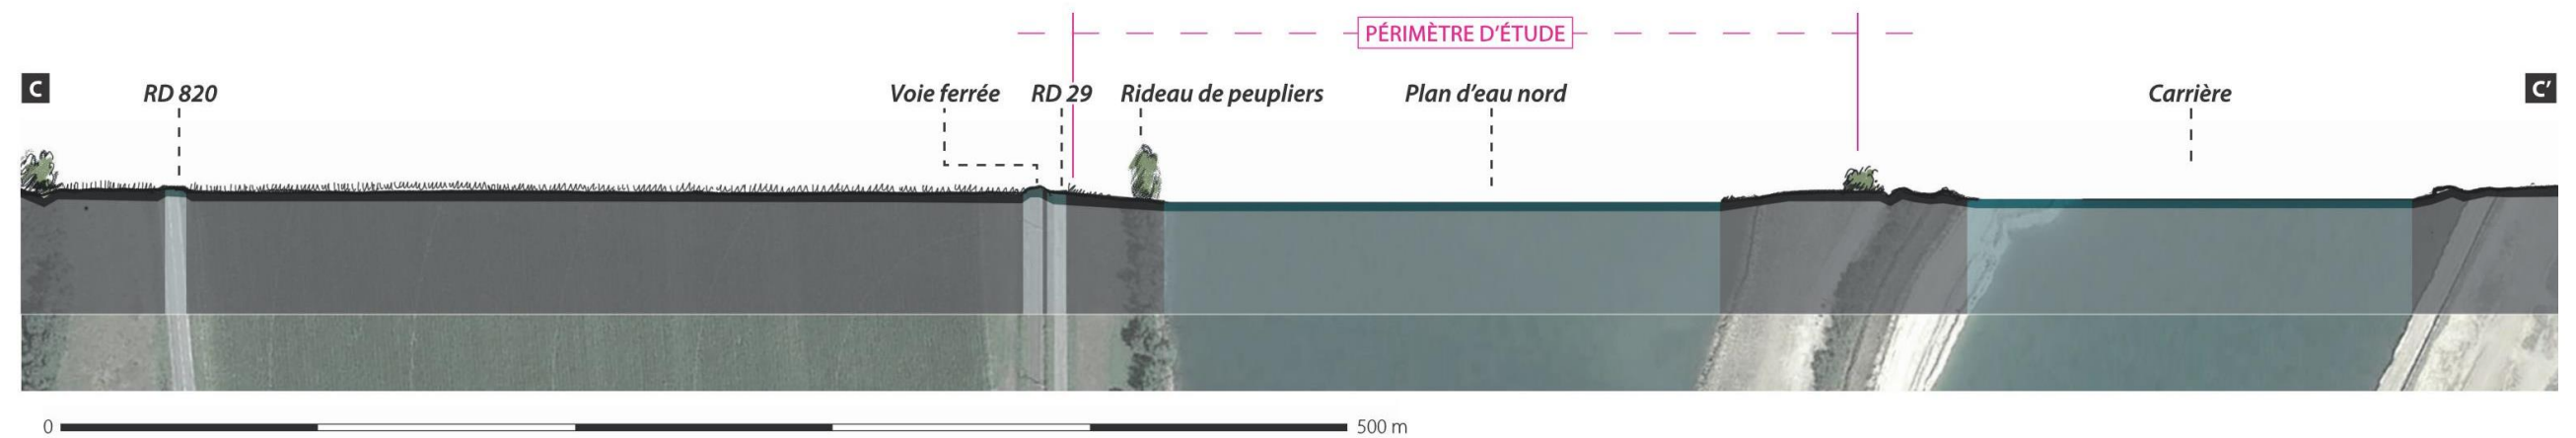 PÉRIMÈTRE D’ÉTUDE
C
RD 820
Voie ferrée
RD 29
Rideau de peupliers
Plan d’eau nord
Carrière
C’
0
500 m